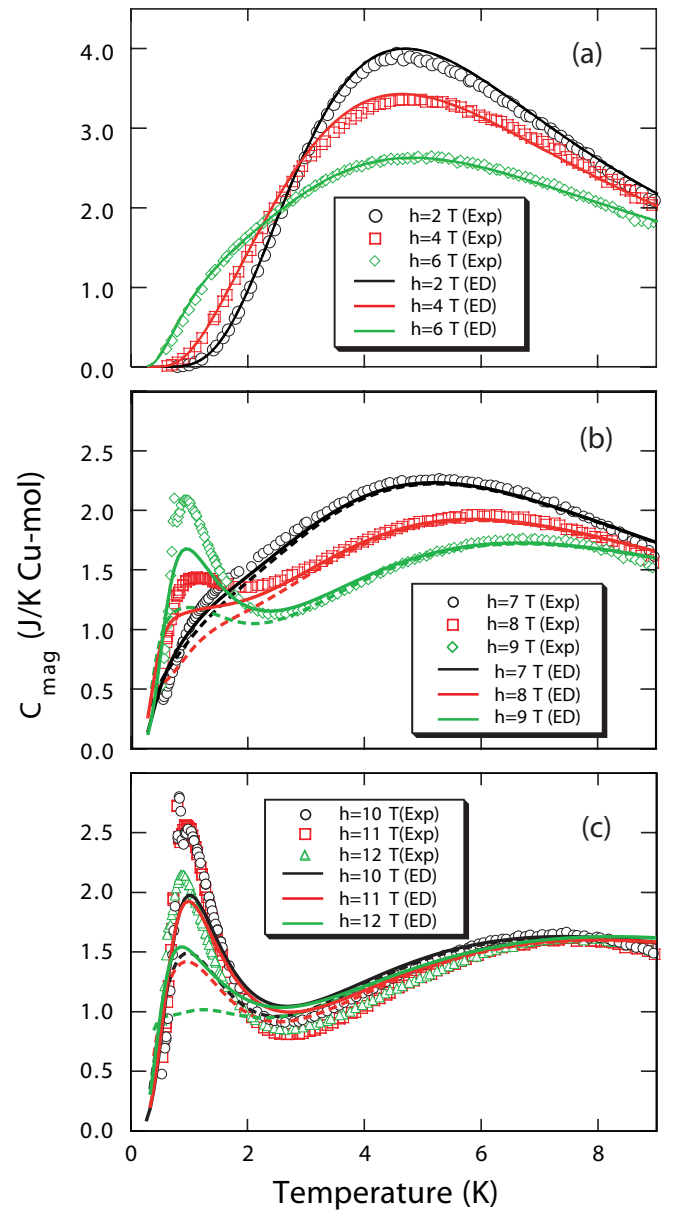 (a)
4.0
3.0
2.0
1.0
0.0
h=2 T (Exp)
h=4 T (Exp)
h=6 T (Exp)
h=2 T (ED)
h=4 T (ED)
h=6 T (ED)
(b)
2.5
2.0
1.5
1.0
0.5
0.0
h=7 T (Exp)
h=8 T (Exp)
h=9 T (Exp)
h=7 T (ED)
h=8 T (ED)
h=9 T (ED)
C mag (J/K Cu-mol)
(c)
2.5
2.0
1.5
1.0
0.5
0.0
h=10 T(Exp)
h=11 T(Exp)
h=12 T(Exp)
h=10 T (ED)
h=11 T (ED)
h=12 T (ED)
0 2 4 6 8
Temperature (K)